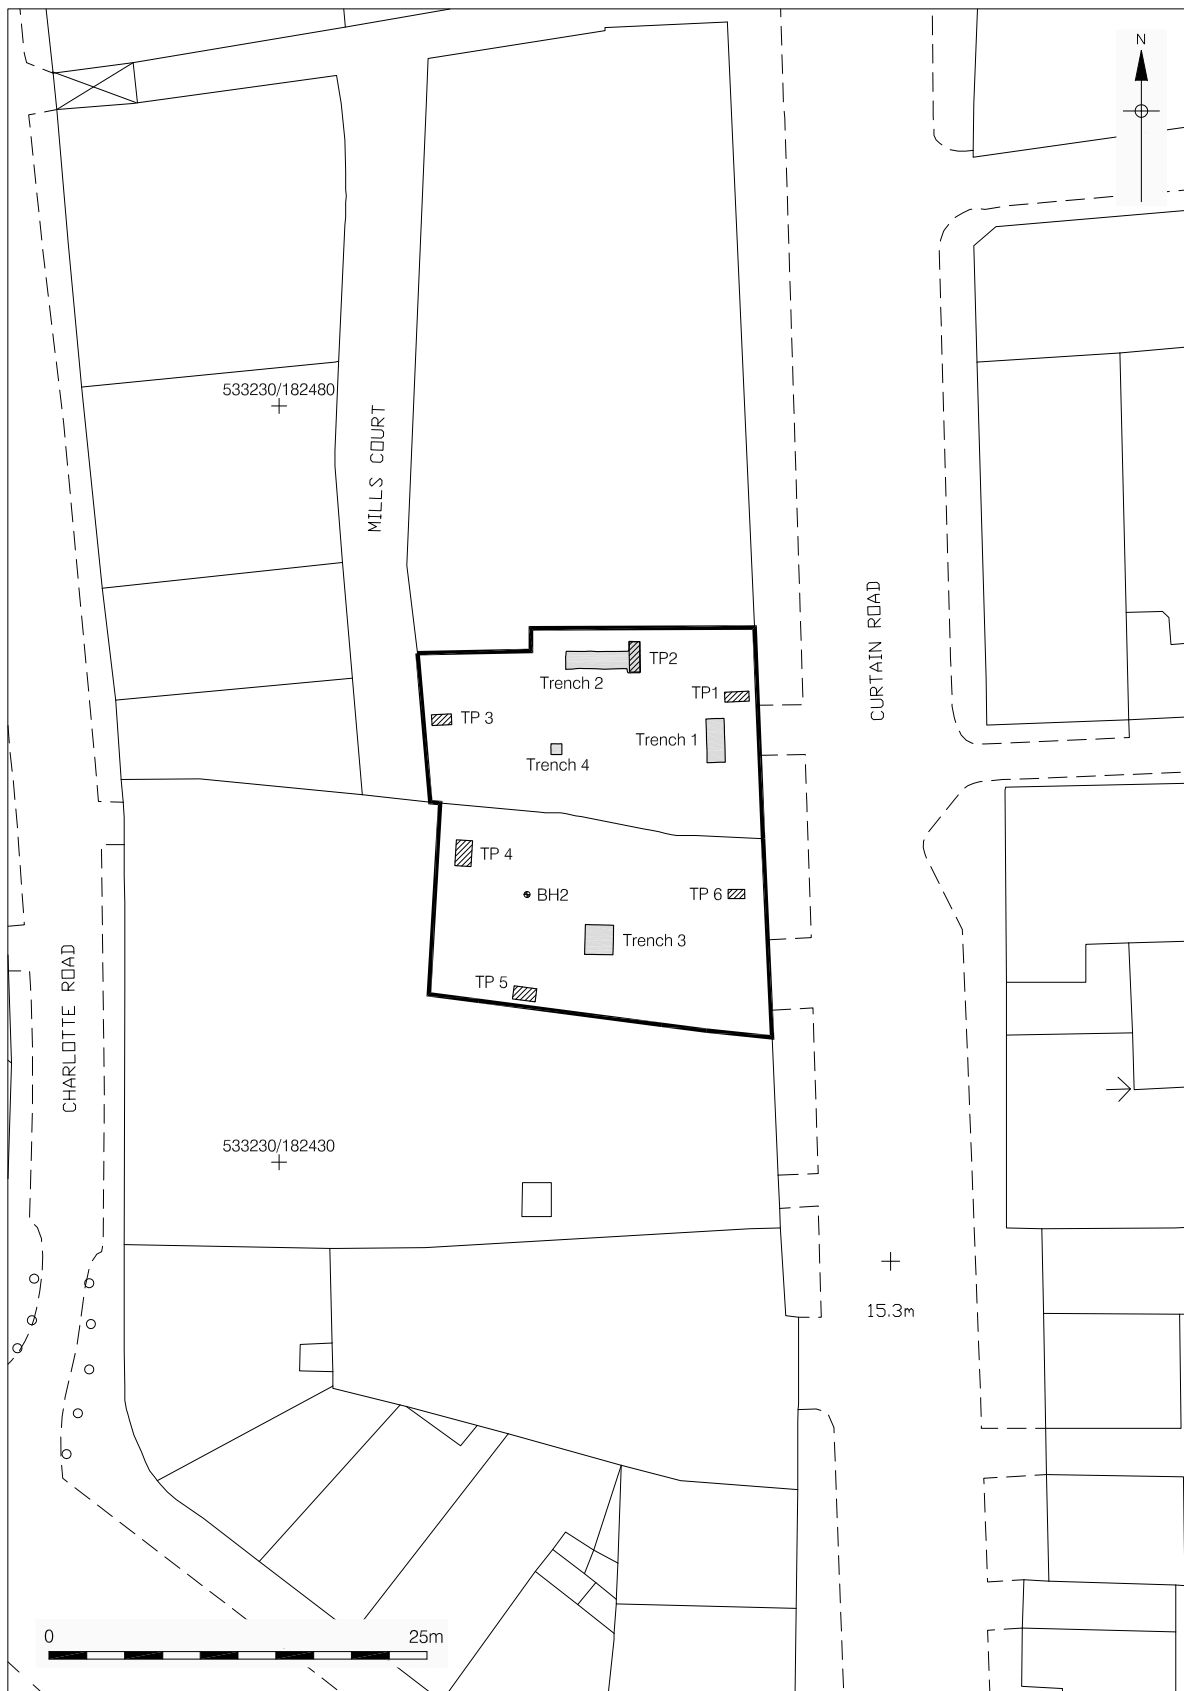 N
533230/182480
MILLS COURT
CURTAIN ROAD
TP2
Trench 2
TP1
TP 3
Trench 1
Trench 4
TP 4
BH2
TP 6
Trench 3
TP 5
CHARLOTTE ROAD
533230/182430
15.3m
0 25m